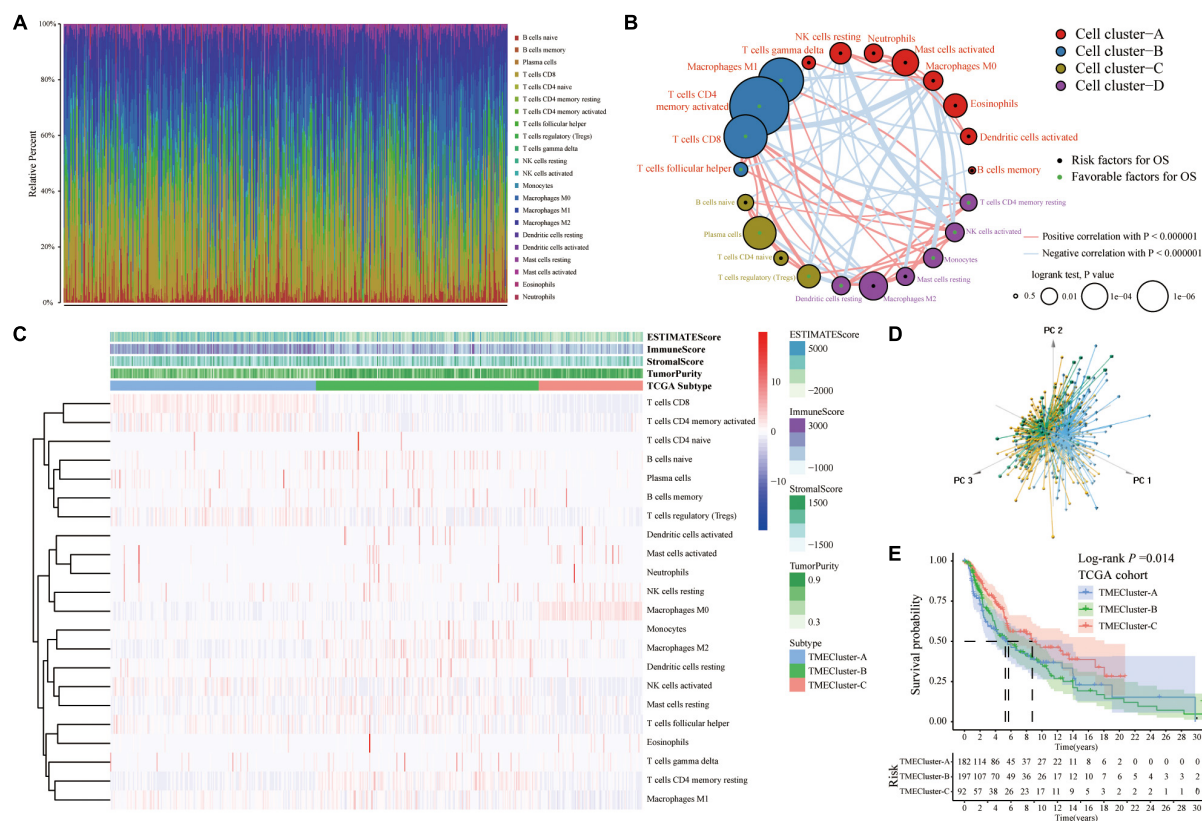 A
100%
80%
60%
40%
20%
0%
Relative Percent
B cells naive
B cells memory
Plasma cells
T cells CD8
T cells CD4 naive
T cells CD4 memory resting
T cells CD4 memory activated
T cells follicular helper
T cells regulatory (Tregs)
T cells gamma delta
NK cells resting
NK cells activated
Monocytes
Macrophages M0
Macrophages M1
Macrophages M2
Dendritic cells resting
Dendritic cells activated
Mast cells resting
Mast cells activated
Eosinophils
Neutrophils
B
NK cells resting
Neutrophils
T cells gamma delta
Mast cells activated
Macrophages M1
Macrophages M0
T cells CD4
memory activated
Eosinophils
T cells CD8
Dendritic cells activated
T cells follicular helper
B cells memory
B cells naive
T cells CD4 memory resting
Plasma cells
NK cells activated
T cells CD4 naive
Monocytes
T cells regulatory (Tregs)
Mast cells resting
Dendritic cells resting
Macrophages M2
Cell cluster−A
Cell cluster−B
Cell cluster−C
Cell cluster−D
Risk factors for OS
Favorable factors for OS
Positive correlation with P < 0.000001
Negative correlation with P < 0.000001
logrank test, P value
0.5 0.01 1e−04 1e−06
C
ESTIMATEScore
ImmuneScore
StromalScore
TumorPurity
TCGA Subtype
T cells CD8
T cells CD4 memory activated
T cells CD4 naive
B cells naive
Plasma cells
B cells memory
T cells regulatory (Tregs)
Dendritic cells activated
Mast cells activated
Neutrophils
NK cells resting
Macrophages M0
Monocytes
Macrophages M2
Dendritic cells resting
NK cells activated
Mast cells resting
T cells follicular helper
Eosinophils
T cells gamma delta
T cells CD4 memory resting
Macrophages M1
10
0
−10
ESTIMATEScore
5000
−2000
ImmuneScore
3000
−1000
StromalScore
1500
−1500
TumorPurity
0.9
0.3
Subtype
TMECluster−A
TMECluster−B
TMECluster−C
D
PC 2
PC 3
PC 1
E
Log-rank P =0.014
TCGA cohort
TMECluster-A
TMECluster-B
TMECluster-C
1.00
0.75
0.50
0.25
0.00
Survival probability
0 2 4 6 8 10 12 14 16 18 20 22 24 26 28 30
Time(years)
Risk
TMECluster-A 182 114 86 45 37 27 22 11 8 6 2 0 0 0 0 0
TMECluster-B 197 107 70 49 36 26 17 12 10 7 6 5 4 3 3 2
TMECluster-C 92 57 38 26 23 17 11 9 5 3 2 2 2 1 1 0
0 2 4 6 8 10 12 14 16 18 20 22 24 26 28 30
Time(years)